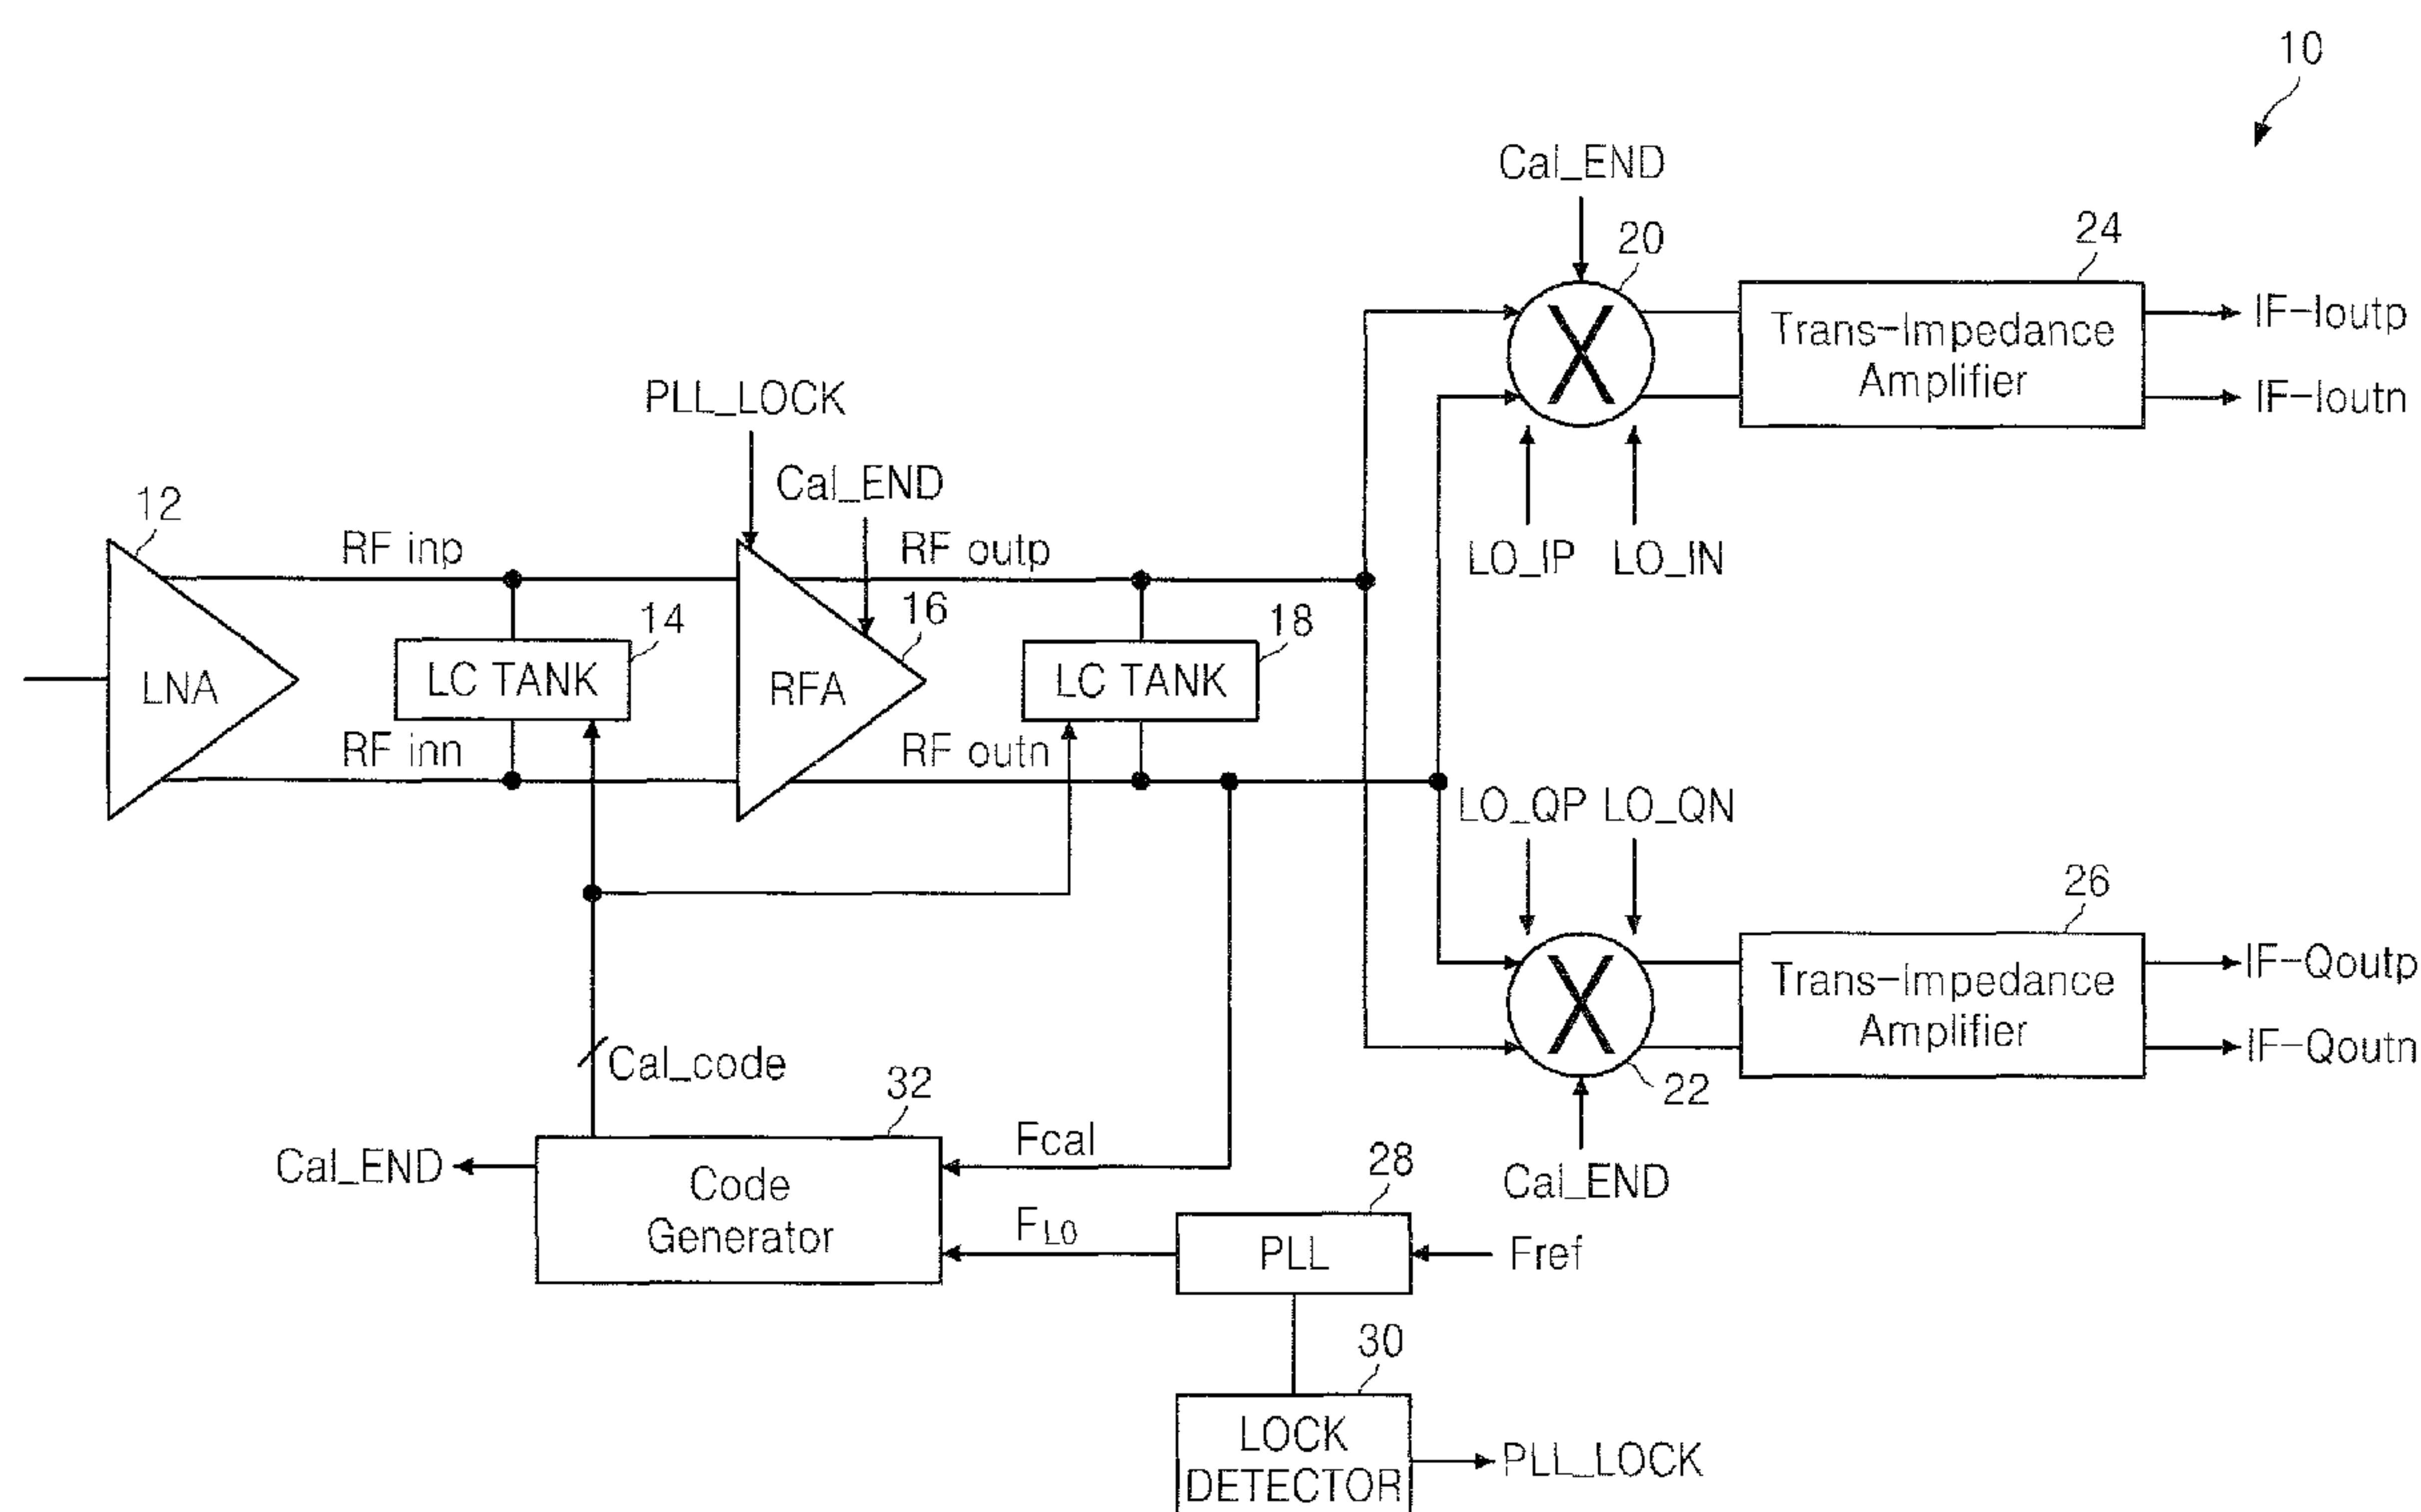 10
Cal_END
20
24
Trans-Impedance
Amplifier
IF-Ioutp
IF-Ioutn
LO_IP
LO_IN
PLL_LOCK
Cal_END
12
RF inp
RF outp
16
14
18
LNA
LC TANK
RFA
LC TANK
RF inn
RF outn
LO_QP
LO_QN
26
Trans-Impedance
Amplifier
IF-Qoutp
IF-Qoutn
22
Cal_END
Cal_code
32
Cal_END
Code
Generator
Fcal
FLO
28
PLL
Fref
30
LOCK
DETECTOR
PLL_LOCK